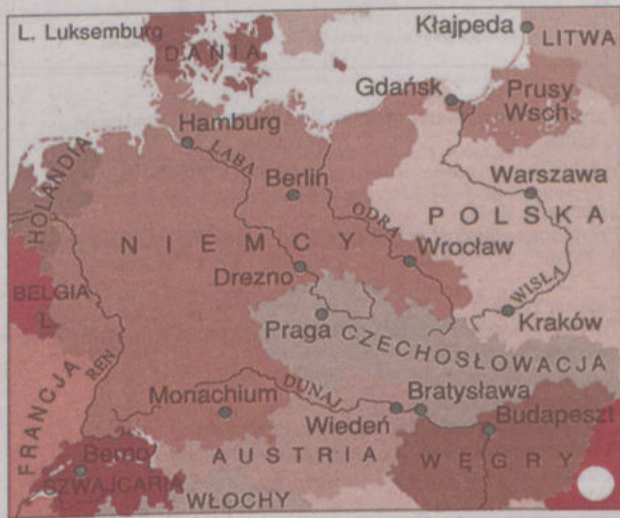 L. Luksemburg
DANIA
Kłajpeda
LITWA
Gdańsk
Prusy
Wsch.
Hamburg
ŁABA
HOLANDIA
Berlin
Warszawa
ODRA
POLSKA
NIEMCY
Wrocław
Drezno
WISŁA
BELGIA
L.
Praga
Kraków
CZECHOSŁOWACJA
FRANCJA
REN
Monachium
DUNAJ
Bratysława
Wiedeń
Budapeszt
Berno
AUSTRIA
WĘGRY
SZWAJCARIA
WŁOCHY